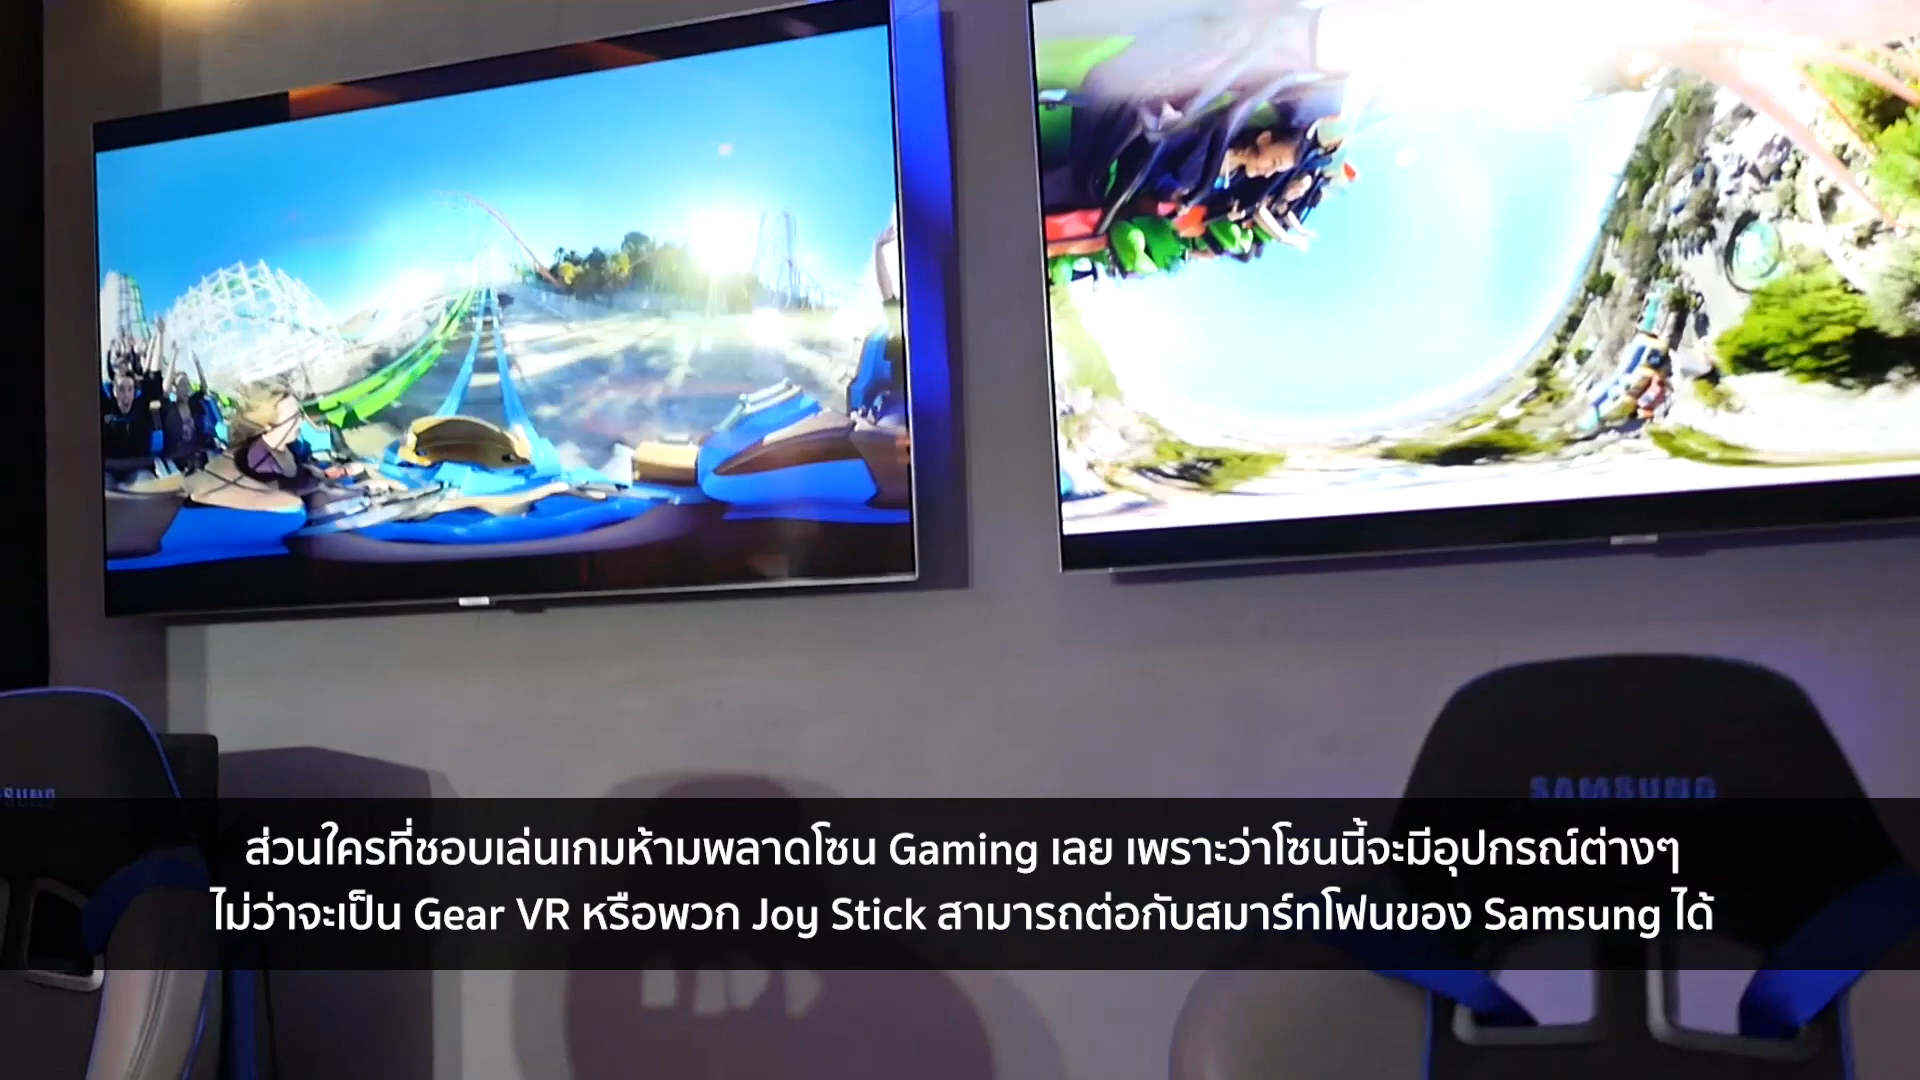 SUNG
SAMSUNG
ส่วนใครที่ชอบเล่นเกมห้ามพลาดโซน Gaming เลย เพราะว่าโซนนี้จะมีอุปกรณ์ต่างๆ
ไม่ว่าจะเป็น Gear VR หรือพวก Joy Stick สามารถต่อกับสมาร์ทโฟนของ Samsung ได้